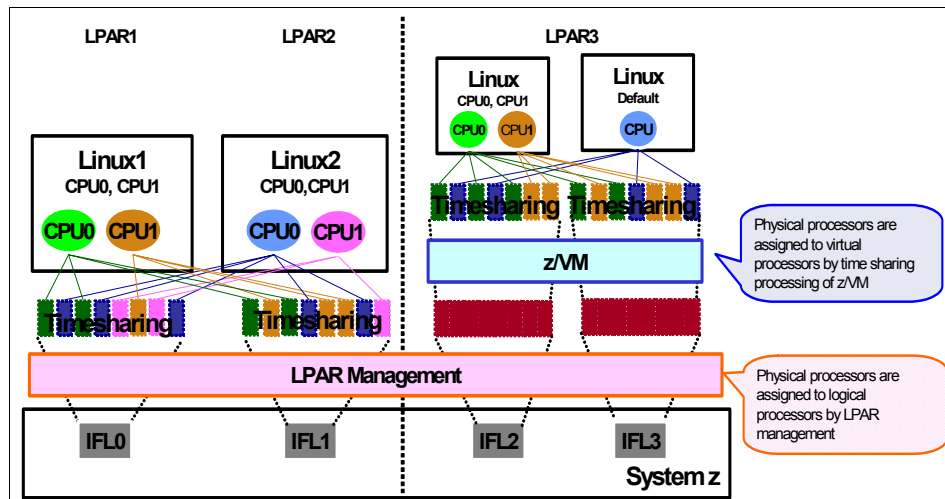 LPAR1
LPAR2
LPAR3
Linux
CPU0, CPU1
CPU0
CPU1
Linux
Default
CPU
Linux1
CPU0, CPU1
CPU0
CPU1
Linux2
CPU0,CPU1
CPU0
CPU1
Timesharing
Timesharing
z/VM
Physical processors are
assigned to virtual
processors by time sharing
processing of z/VM
Timesharing
Timesharing
LPAR Management
Physical processors are
assigned to logical
processors by LPAR
management
IFL0
IFL1
IFL2
IFL3
System z